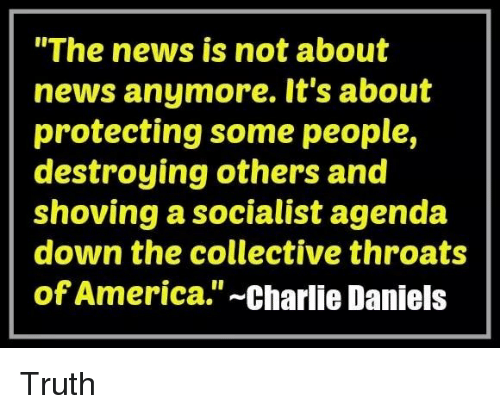 "The news is not about
news anymore. It's about
protecting some people,
destroying others and
shoving a socialist agenda
down the collective throats
of America." ~Charlie Daniels
Truth